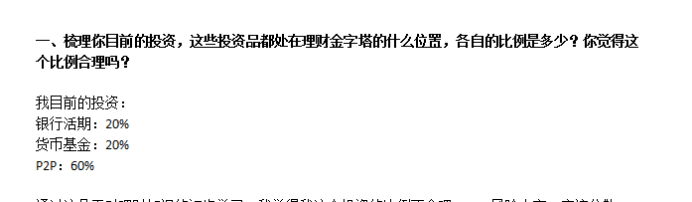 一、梳理你目前的投资，这些投资品都处在理财金字塔的什么位置，各自的比例是多少？你觉得这
个比例合理吗？
我目前的投资：
银行活期：20%
货币基金：20%
P2P：60%